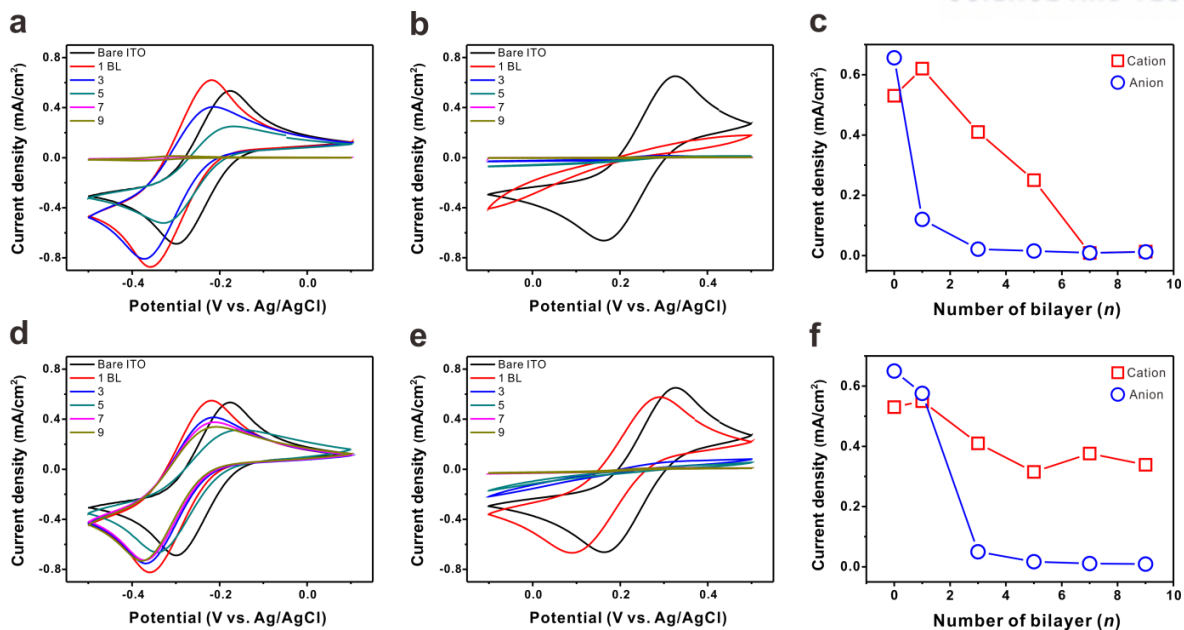 a
Bare ITO
1 BL
3
5
7
9
Current density (mA/cm²)
0.8
0.4
0.0
-0.4
-0.8
-0.4
-0.2
0.0
Potential (V vs. Ag/AgCl)
b
Bare ITO
1 BL
3
5
7
9
Current density (mA/cm²)
0.8
0.4
0.0
-0.4
-0.8
0.0
0.2
0.4
Potential (V vs. Ag/AgCl)
c
Cation
Anion
Current density (mA/cm²)
0.6
0.4
0.2
0.0
0
2
4
6
8
10
Number of bilayer (n)
d
Bare ITO
1 BL
3
5
7
9
Current density (mA/cm²)
0.8
0.4
0.0
-0.4
-0.8
-0.4
-0.2
0.0
Potential (V vs. Ag/AgCl)
e
Bare ITO
1 BL
3
5
7
9
Current density (mA/cm²)
0.8
0.4
0.0
-0.4
-0.8
0.0
0.2
0.4
Potential (V vs. Ag/AgCl)
f
Cation
Anion
Current density (mA/cm²)
0.6
0.4
0.2
0.0
0
2
4
6
8
10
Number of bilayer (n)